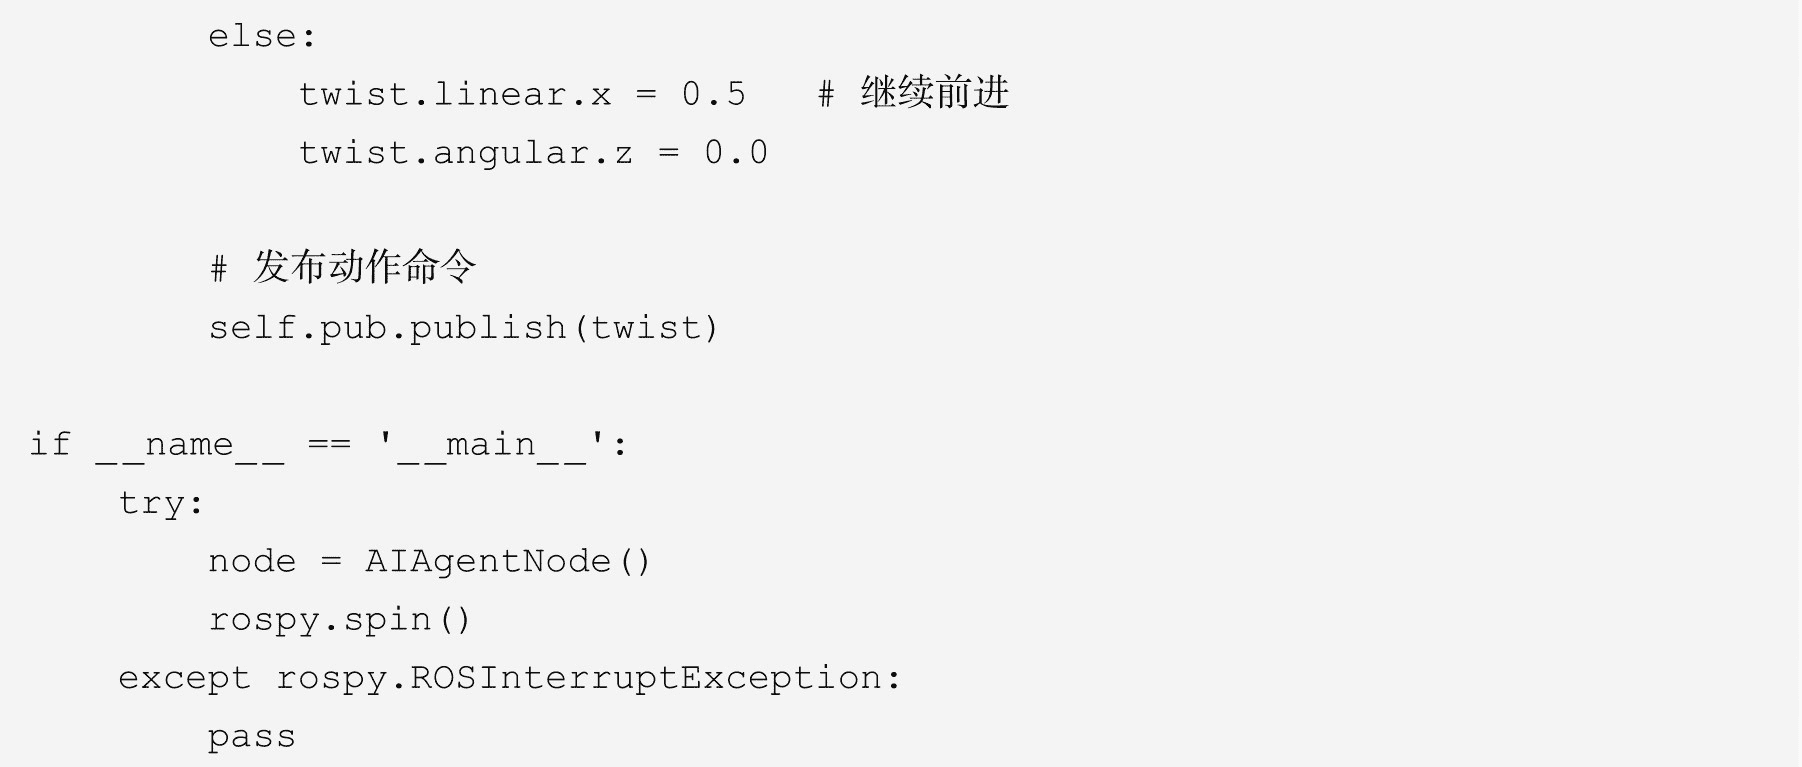 else:
            twist.linear.x = 0.5   # 继续前进
            twist.angular.z = 0.0

        # 发布动作命令
        self.pub.publish(twist)

if __name__ == '__main__':
    try:
        node = AIAgentNode()
        rospy.spin()
    except rospy.ROSInterruptException:
        pass